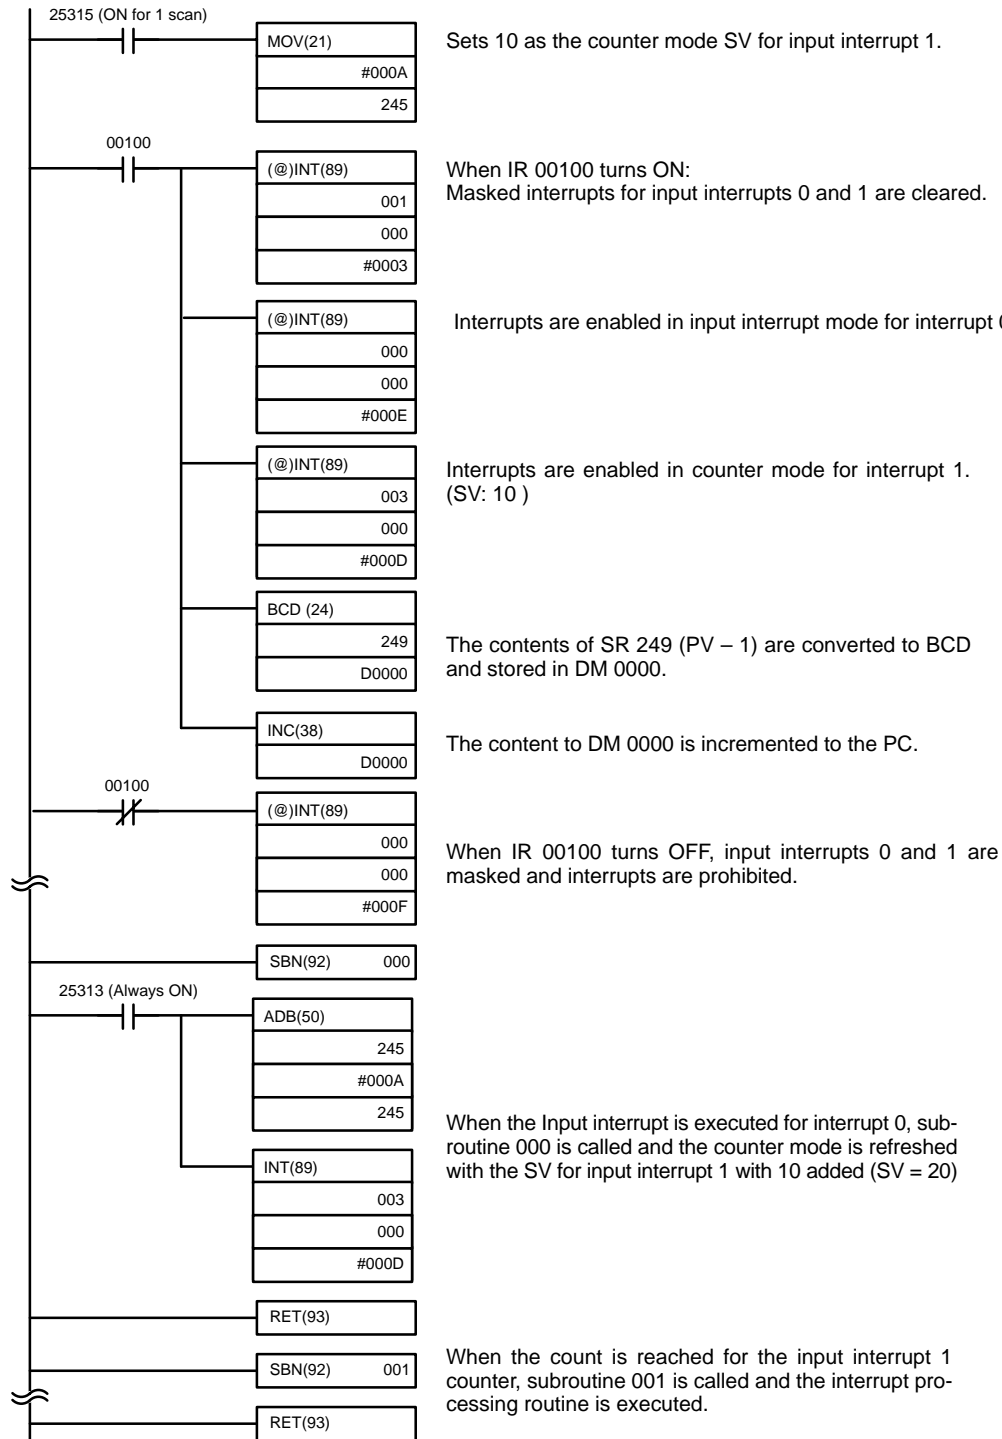 25315 (ON for 1 scan)
MOV(21)
#000A
245
Sets 10 as the counter mode SV for input interrupt 1.
00100
(@)INT(89)
001
000
#0003
When IR 00100 turns ON:
Masked interrupts for input interrupts 0 and 1 are cleared.
(@)INT(89)
000
000
#000E
Interrupts are enabled in input interrupt mode for interrupt 0
(@)INT(89)
003
000
#000D
Interrupts are enabled in counter mode for interrupt 1.
(SV: 10 )
BCD (24)
249
D0000
The contents of SR 249 (PV – 1) are converted to BCD
and stored in DM 0000.
INC(38)
D0000
The content to DM 0000 is incremented to the PC.
00100
(@)INT(89)
000
000
#000F
When IR 00100 turns OFF, input interrupts 0 and 1 are
masked and interrupts are prohibited.
SBN(92) 000
25313 (Always ON)
ADB(50)
245
#000A
245
INT(89)
003
000
#000D
When the Input interrupt is executed for interrupt 0, sub-
routine 000 is called and the counter mode is refreshed
with the SV for input interrupt 1 with 10 added (SV = 20)
RET(93)
SBN(92) 001
When the count is reached for the input interrupt 1
counter, subroutine 001 is called and the interrupt pro-
cessing routine is executed.
RET(93)